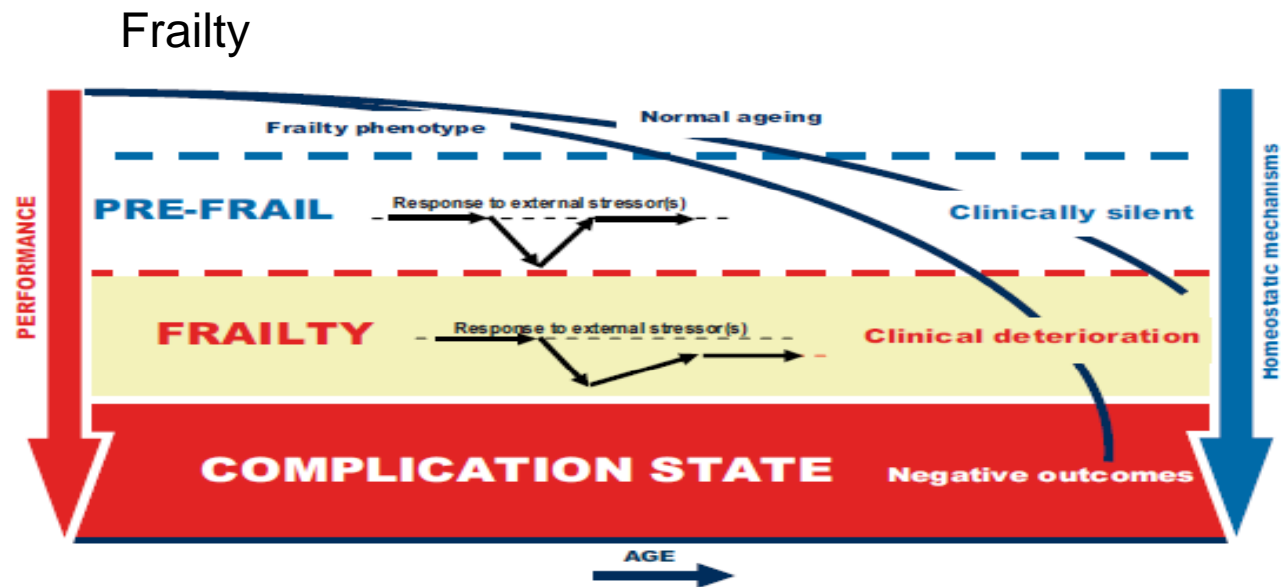 Frailty
Normal ageing
Frailty phenotype
PRE-FRAIL
Response to external stressor(s)
Clinically silent
PERFORMANCE
Homeostatic mechanisms
FRAILTY
Response to external stressor(s)
Clinical deterioration
COMPLICATION STATE
Negative outcomes
AGE